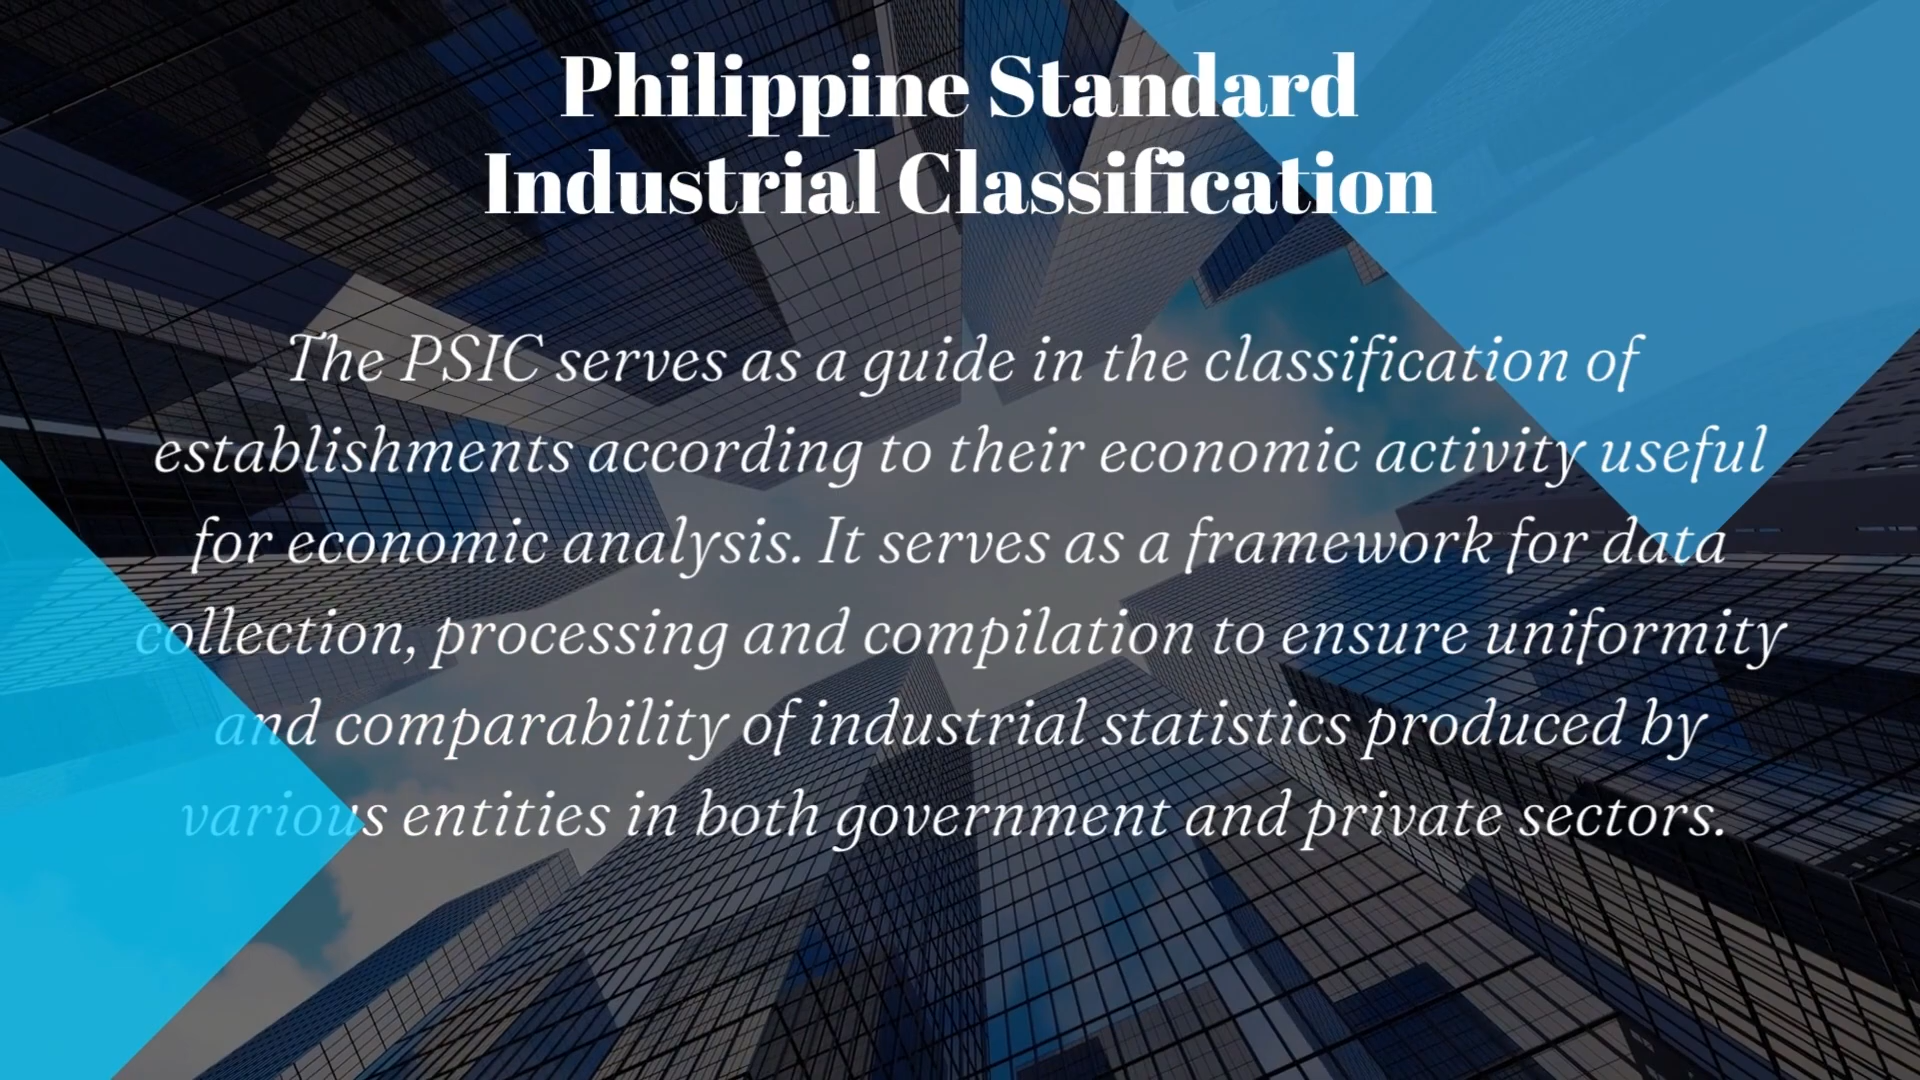 Philippine Standard
Industrial Classification
The PSIC serves as a guide in the classification of
establishments according to their economic activity useful
for economic analysis. It serves as a framework for data
collection, processing and compilation to ensure uniformity
and comparability of industrial statistics produced by
various entities in both government and private sectors.